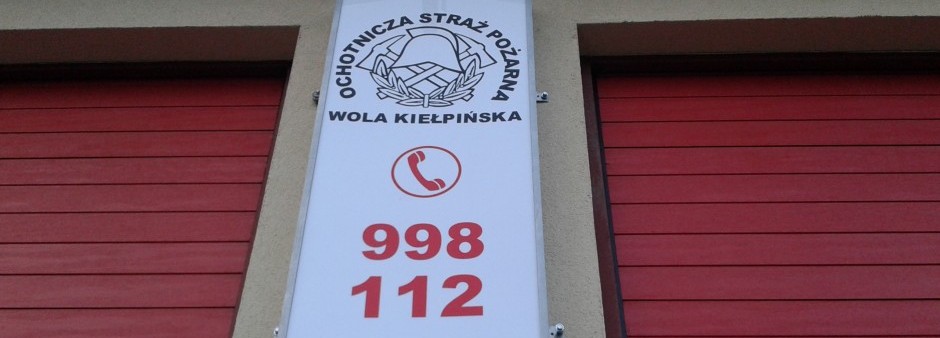 OCHOTNICZA STRAŻ POŻARNA
WOLA KIEŁPIŃSKA
998
112